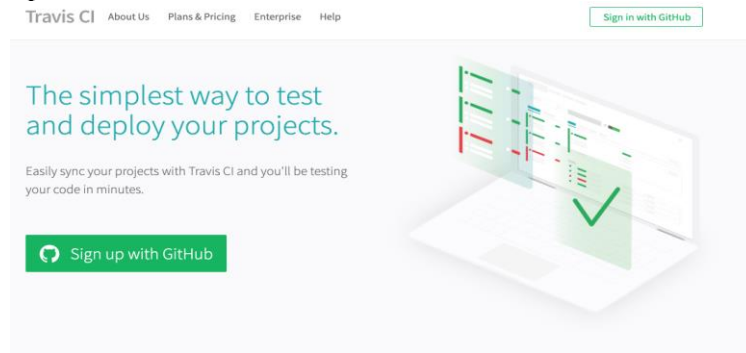 Travis CI About Us Plans & Pricing Enterprise Help Sign in with GitHub
The simplest way to test
and deploy your projects.
Easily sync your projects with Travis CI and you'll be testing
your code in minutes.
Sign up with GitHub